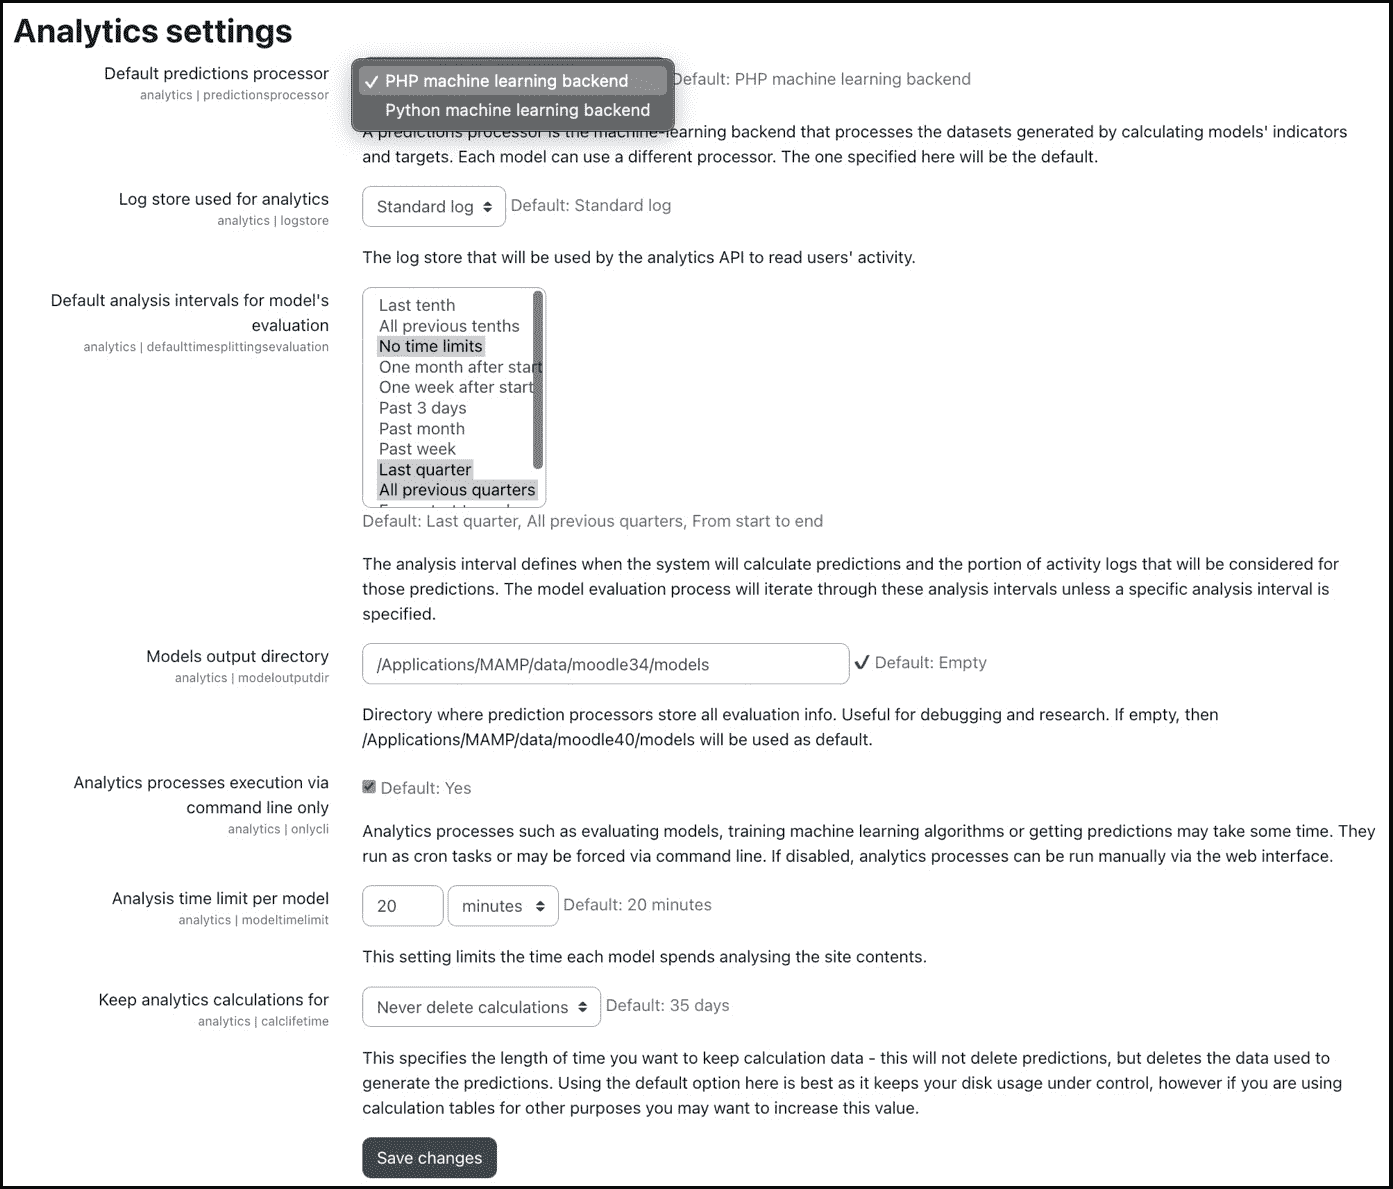 Analytics settings
Default predictions processor
analytics | predictionsprocessor
✓ PHP machine learning backend
Python machine learning backend
Default: PHP machine learning backend
A predictions processor is the machine-learning backend that processes the datasets generated by calculating models' indicators
and targets. Each model can use a different processor. The one specified here will be the default.
Log store used for analytics
analytics | logstore
Standard log
Default: Standard log
The log store that will be used by the analytics API to read users' activity.
Default analysis intervals for model's
evaluation
analytics | defaulttimesplittingsevaluation
Last tenth
All previous tenths
No time limits
One month after start
One week after start
Past 3 days
Past month
Past week
Last quarter
All previous quarters
Default: Last quarter, All previous quarters, From start to end
The analysis interval defines when the system will calculate predictions and the portion of activity logs that will be considered for
those predictions. The model evaluation process will iterate through these analysis intervals unless a specific analysis interval is
specified.
Models output directory
analytics | modeloutputdir
/Applications/MAMP/data/moodle34/models
✔ Default: Empty
Directory where prediction processors store all evaluation info. Useful for debugging and research. If empty, then
/Applications/MAMP/data/moodle40/models will be used as default.
Analytics processes execution via
command line only
analytics | onlycli
Default: Yes
Analytics processes such as evaluating models, training machine learning algorithms or getting predictions may take some time. They
run as cron tasks or may be forced via command line. If disabled, analytics processes can be run manually via the web interface.
Analysis time limit per model
analytics | modeltimelimit
20
minutes
Default: 20 minutes
This setting limits the time each model spends analysing the site contents.
Keep analytics calculations for
analytics | calclifetime
Never delete calculations
Default: 35 days
This specifies the length of time you want to keep calculation data - this will not delete predictions, but deletes the data used to
generate the predictions. Using the default option here is best as it keeps your disk usage under control, however if you are using
calculation tables for other purposes you may want to increase this value.
Save changes